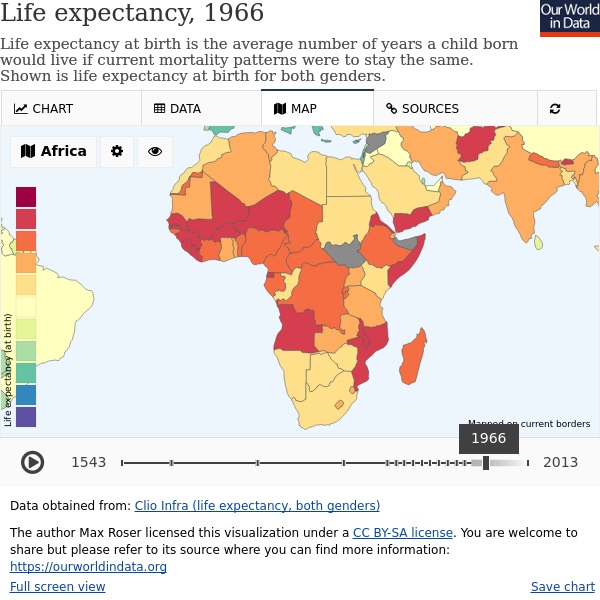 Life expectancy, 1966
Our World
in Data
Life expectancy at birth is the average number of years a child born
would live if current mortality patterns were to stay the same.
Shown is life expectancy at birth for both genders.
CHART
DATA
MAP
SOURCES
Africa
Life expectancy (at birth)
Mapped on current borders
1966
1543
2013
Data obtained from: Clio Infra (life expectancy, both genders)
The author Max Roser licensed this visualization under a CC BY-SA license. You are welcome to
share but please refer to its source where you can find more information:
https://ourworldindata.org
Full screen view
Save chart